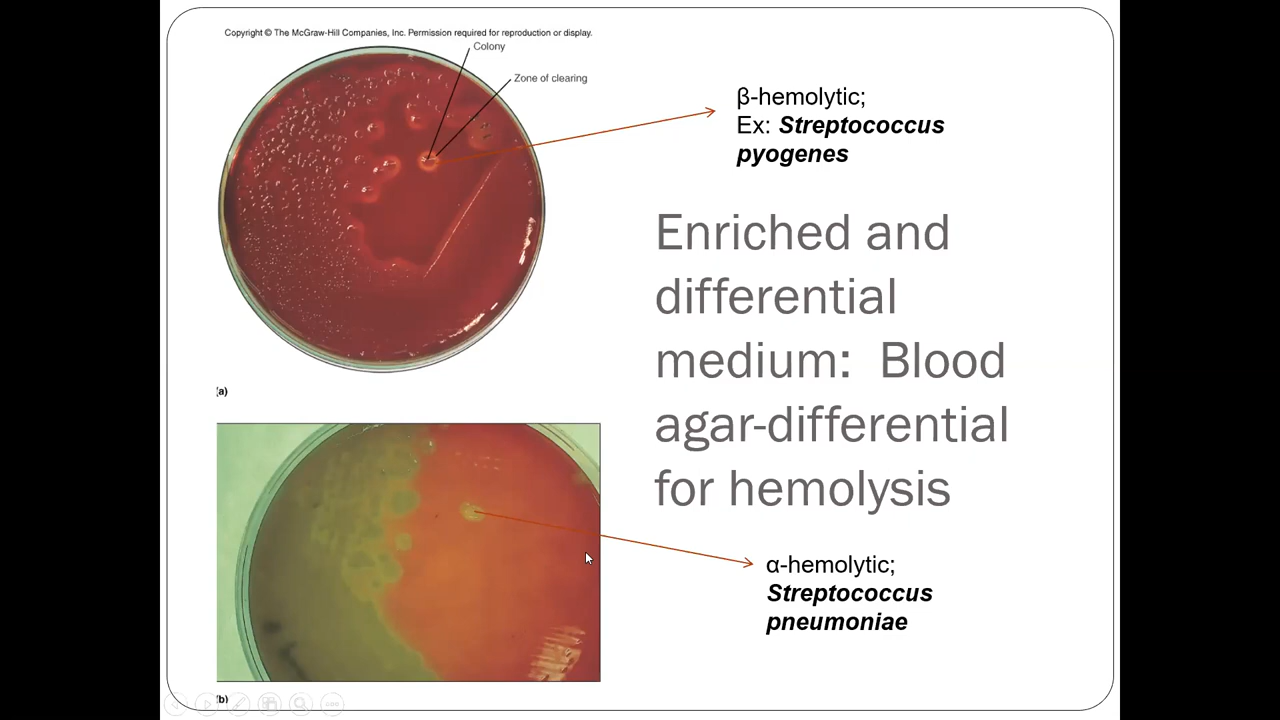 Copyright © The McGraw-Hill Companies, Inc. Permission required for reproduction or display.
Colony
Zone of clearing
β-hemolytic;
Ex: Streptococcus
pyogenes
Enriched and
differential
medium: Blood
agar-differential
for hemolysis
(a)
α-hemolytic;
Streptococcus
pneumoniae
(b)